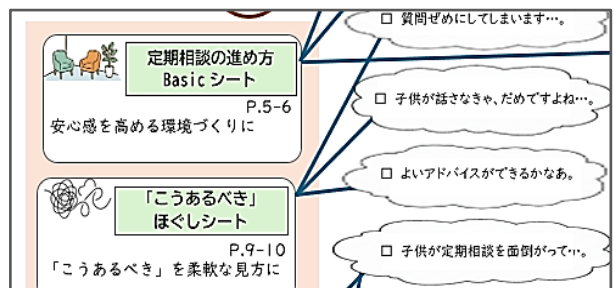 定期相談の進め方
Basicシート
P.5-6
安心感を高める環境づくりに
「こうあるべき」
ほぐしシート
P.9-10
「こうあるべき」を柔軟な見方に
□ 質問ぜめにしてしまいます…。
□ 子供が話さなきゃ、だめですよね…。
□ よいアドバイスができるかなあ。
□ 子供が定期相談を面倒がって…。